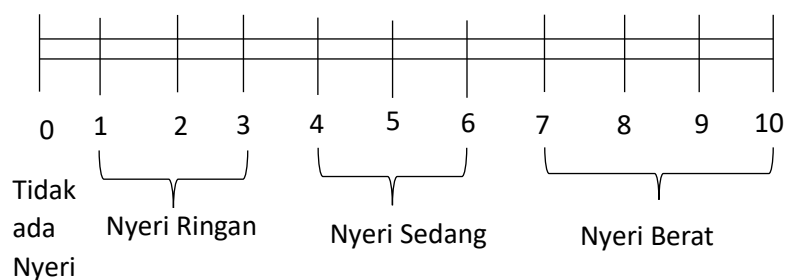 0 1 2 3 4 5 6 7 8 9 10
Tidak
ada
Nyeri
Nyeri Ringan
Nyeri Sedang
Nyeri Berat